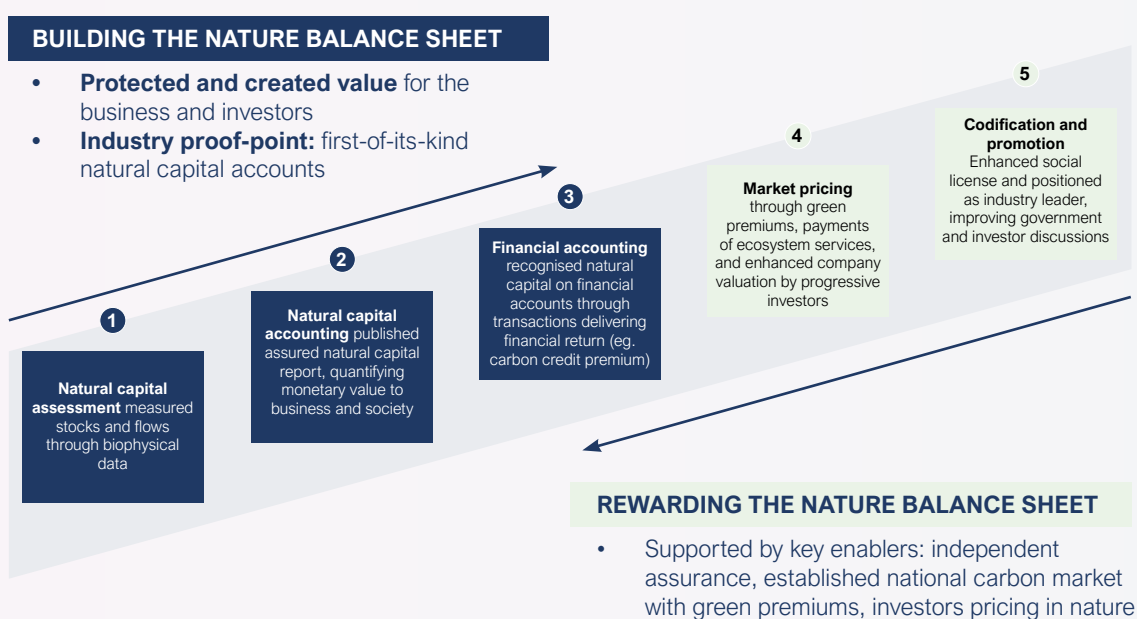 BUILDING THE NATURE BALANCE SHEET
• Protected and created value for the
business and investors
• Industry proof-point: first-of-its-kind
natural capital accounts
1
Natural capital
assessment measured
stocks and flows
through biophysical
data
2
Natural capital
accounting published
assured natural capital
report, quantifying
monetary value to
business and society
3
Financial accounting
recognised natural
capital on financial
accounts through
transactions delivering
financial return (eg.
carbon credit premium)
4
Market pricing
through green
premiums, payments
of ecosystem services,
and enhanced company
valuation by progressive
investors
5
Codification and
promotion
Enhanced social
license and positioned
as industry leader,
improving government
and investor discussions
REWARDING THE NATURE BALANCE SHEET
• Supported by key enablers: independent
assurance, established national carbon market
with green premiums, investors pricing in nature